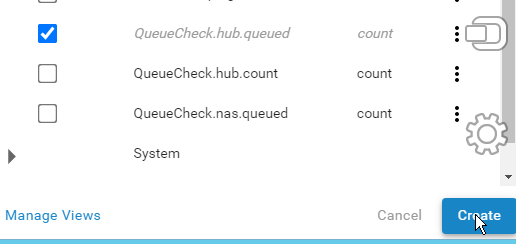 QueueCheck.hub.queued count
QueueCheck.hub.count count
QueueCheck.nas.queued count
System
Manage Views Cancel Create